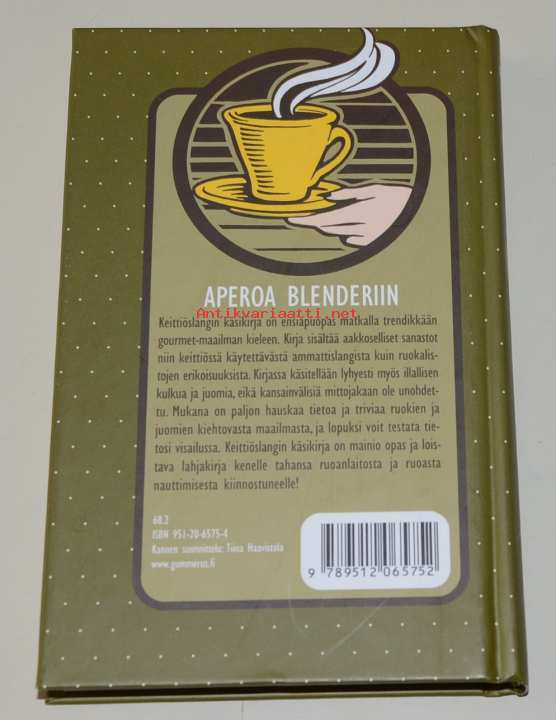 APEROA BLENDERIIN
Antikvariaatti.net
Keittiöslangin käsikirja on ensiapuopas matkalla trendikkään
gourmet-maailman kieleen. Kirja sisältää aakkoselliset sanastot
niin keittiössä käytettävästä ammattislangista kuin ruokalis-
tojen erikoisuuksista. Kirjassa käsitellään lyhyesti myös illallisen
kulkua ja juomia, eikä kansainvälisiä mittojakaan ole unohdet-
tu. Mukana on paljon hauskaa tietoa ja triviaa ruokien ja
juomien kiehtovasta maailmasta, ja lopuksi voit testata tie-
tosi visailussa. Keittiöslangin käsikirja on mainio opas ja lois-
tava lahjakirja kenelle tahansa ruoanlaitosta ja ruoasta
nauttimisesta kiinnostuneelle!
68.2
ISBN 951-20-6575-4
Kannen suunnittelu: Tiina Haavistola
www.gummerus.fi
9 789512 065752